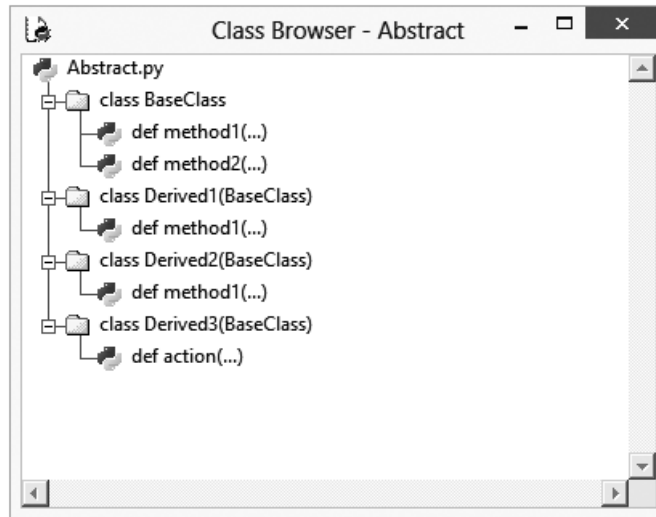 Class Browser - Abstract
Abstract.py
class BaseClass
def method1(...)
def method2(...)
class Derived1(BaseClass)
def method1(...)
class Derived2(BaseClass)
def method1(...)
class Derived3(BaseClass)
def action(...)